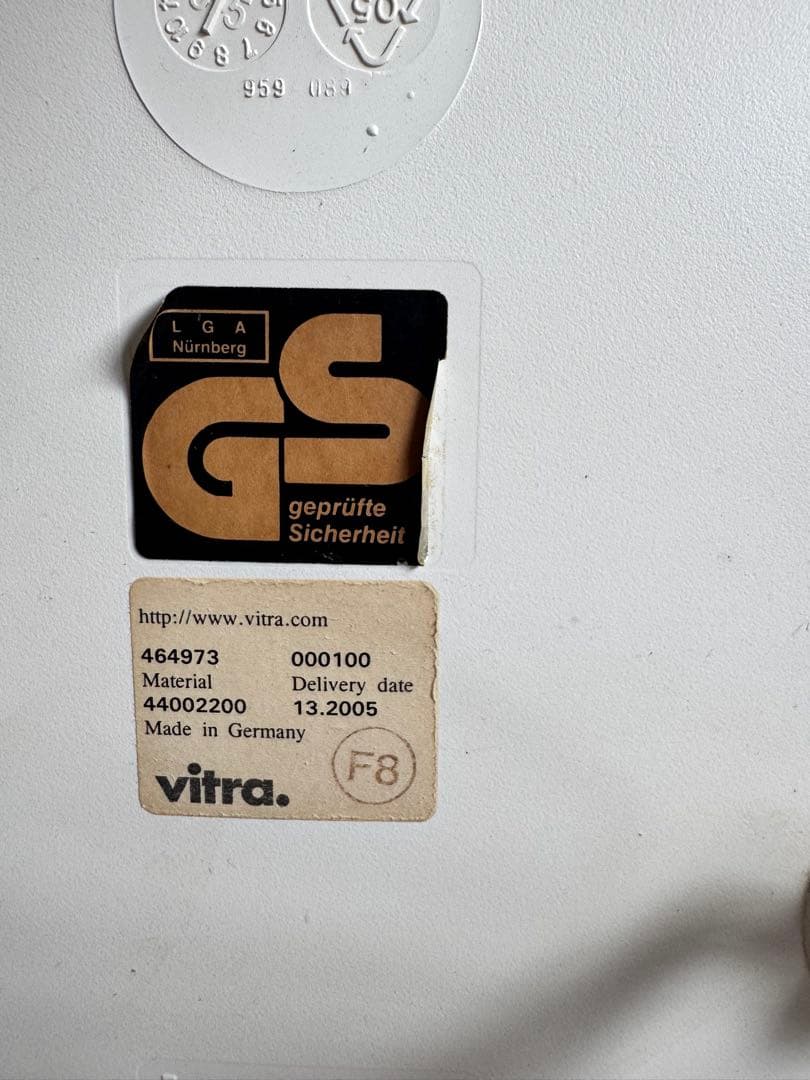 05
959 089
L G A
Nürnberg
GS
geprüfte
Sicherheit
http://www.vitra.com
464973 000100
Material Delivery date
44002200 13.2005
Made in Germany
F8
vitra.